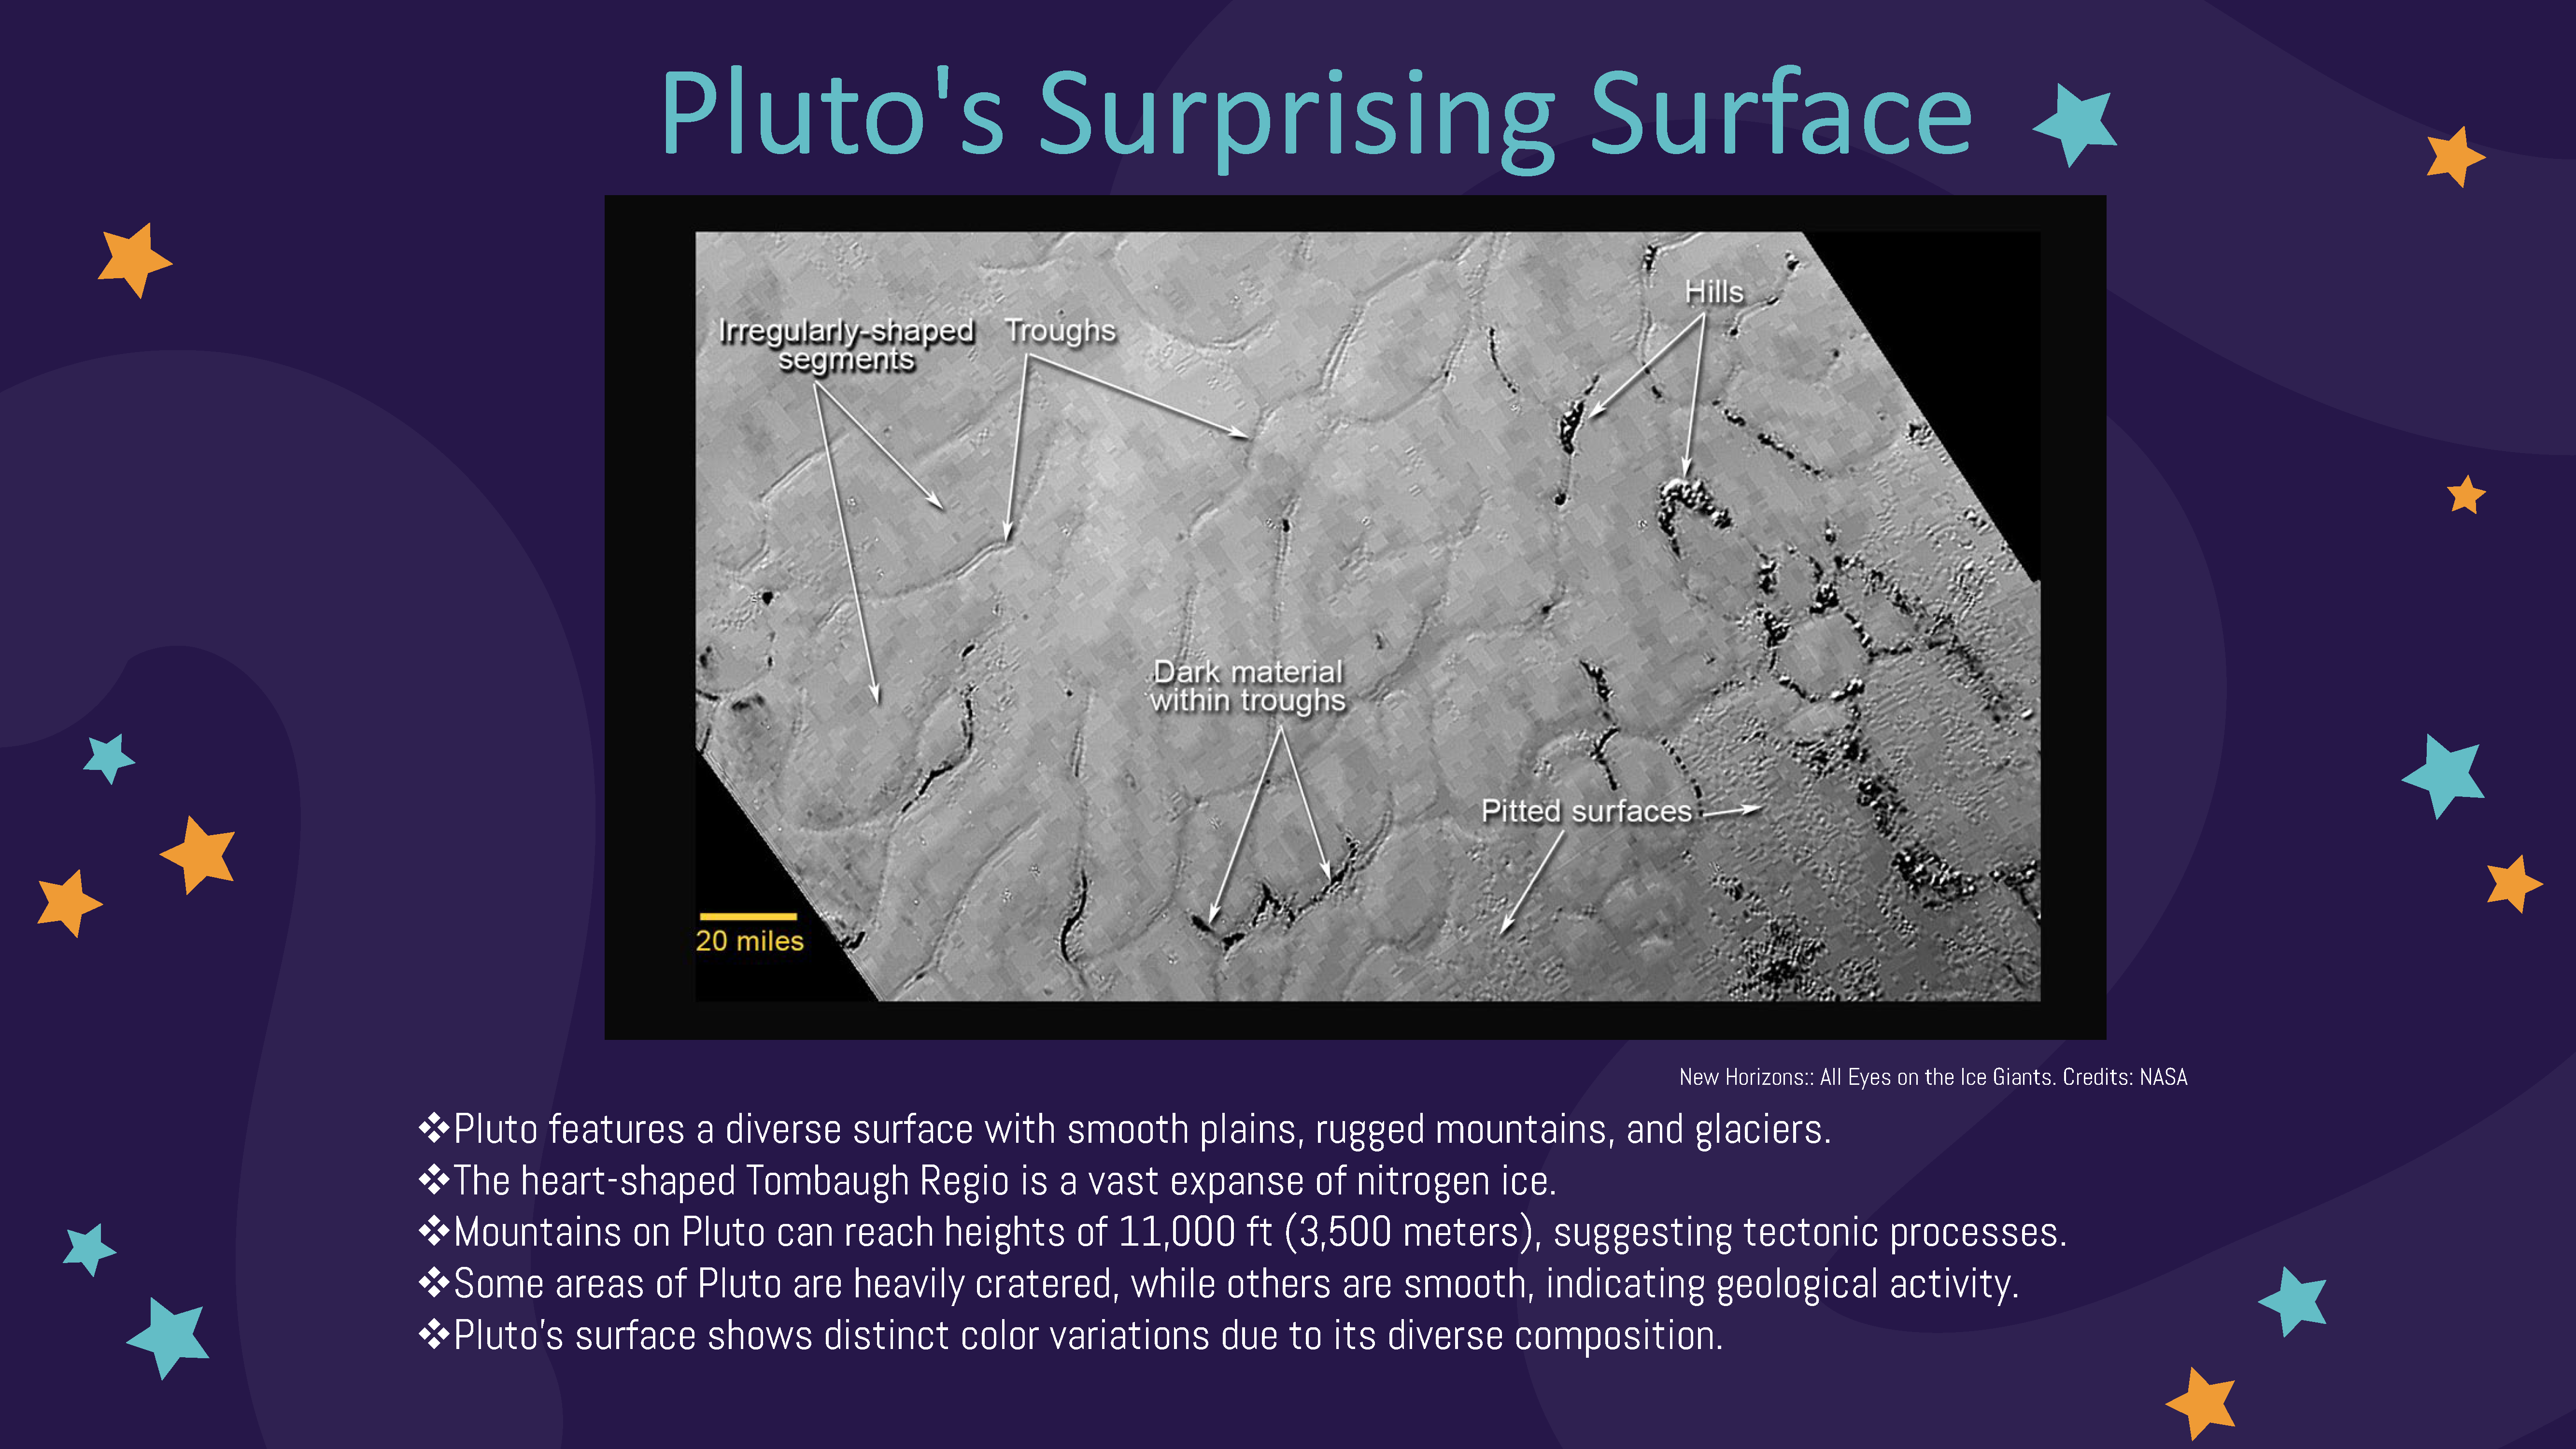 Pluto's Surprising Surface
Irregularly-shaped
segments
Troughs
Hills
Dark material
within troughs
Pitted surfaces
20 miles
New Horizons:: All Eyes on the Ice Giants. Credits: NASA
❖Pluto features a diverse surface with smooth plains, rugged mountains, and glaciers.
❖The heart-shaped Tombaugh Regio is a vast expanse of nitrogen ice.
❖Mountains on Pluto can reach heights of 11,000 ft (3,500 meters), suggesting tectonic processes.
❖Some areas of Pluto are heavily cratered, while others are smooth, indicating geological activity.
❖Pluto’s surface shows distinct color variations due to its diverse composition.